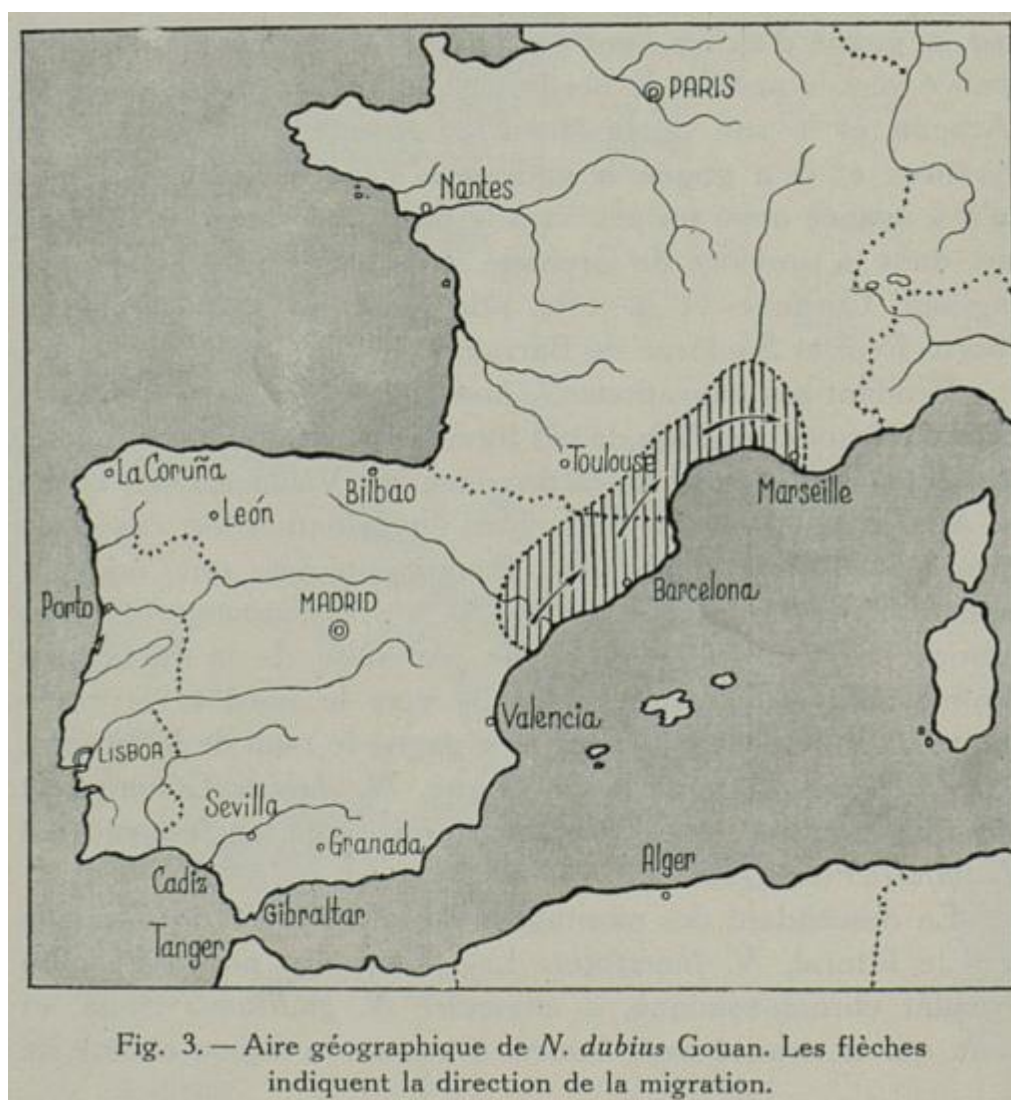 PARIS
Nantes
Toulouse
La Coruña
Bilbao
Marseille
León
Barcelona
Porto
MADRID
Valencia
LISBOA
Sevilla
Granada
Alger
Cadiz
Gibraltar
Tanger
Fig. 3. — Aire géographique de N. dubius Gouan. Les flèches
indiquent la direction de la migration.